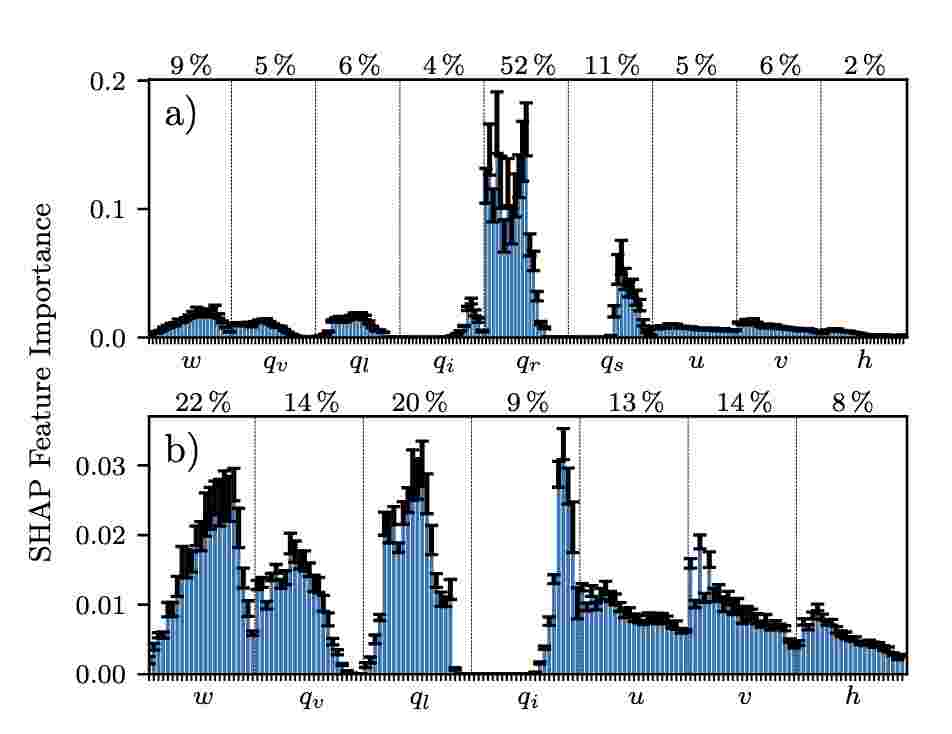 9 % 5 % 6 % 4 % 52 % 11 % 5 % 6 % 2 %
0.2
a)
0.1
0.0
w q_v q_l q_i q_r q_s u v h
SHAP Feature Importance
22 % 14 % 20 % 9 % 13 % 14 % 8 %
b)
0.03
0.02
0.01
0.00
w q_v q_l q_i u v h